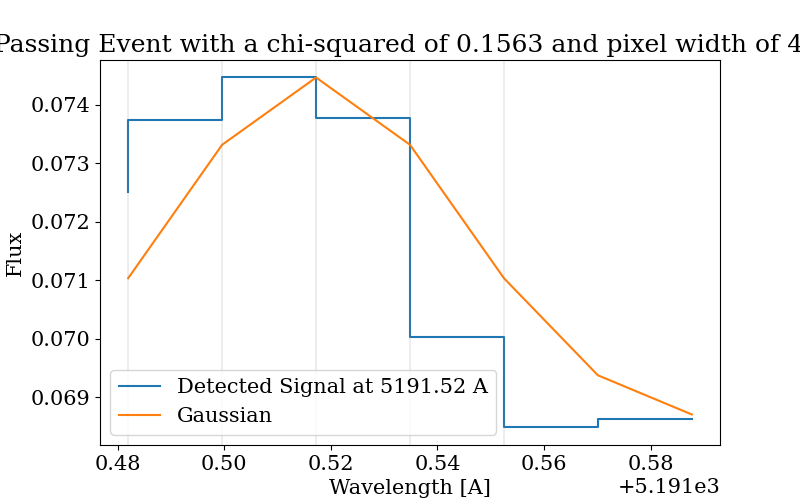 Passing Event with a chi-squared of 0.1563 and pixel width of 4
0.074
0.073
0.072
0.071
0.070
0.069
Flux
Detected Signal at 5191.52 A
Gaussian
0.48 0.50 0.52 0.54 0.56 0.58
Wavelength [A]
+5.191e3